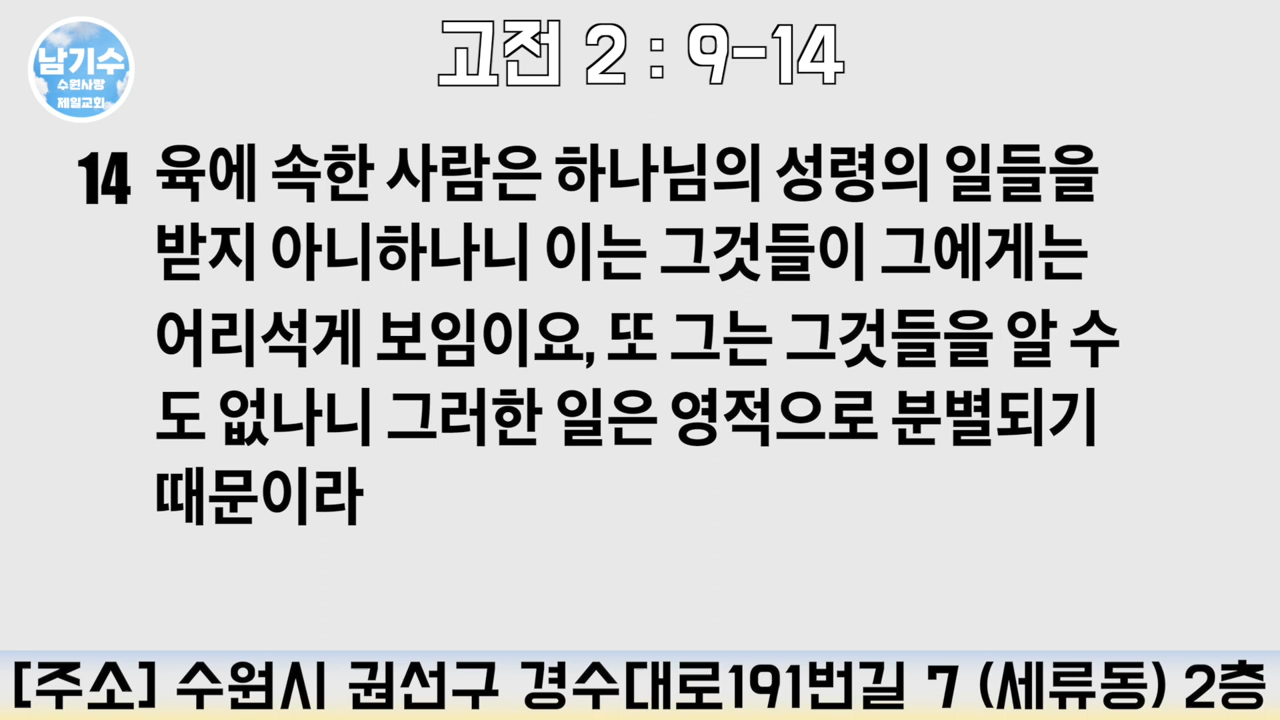 남기수
수원사랑
제일교회
고전 2 : 9-14
14 육에 속한 사람은 하나님의 성령의 일들을
받지 아니하나니 이는 그것들이 그에게는
어리석게 보임이요, 또 그는 그것들을 알 수
도 없나니 그러한 일은 영적으로 분별되기
때문이라
[주소] 수원시 권선구 경수대로191번길 7 (세류동) 2층